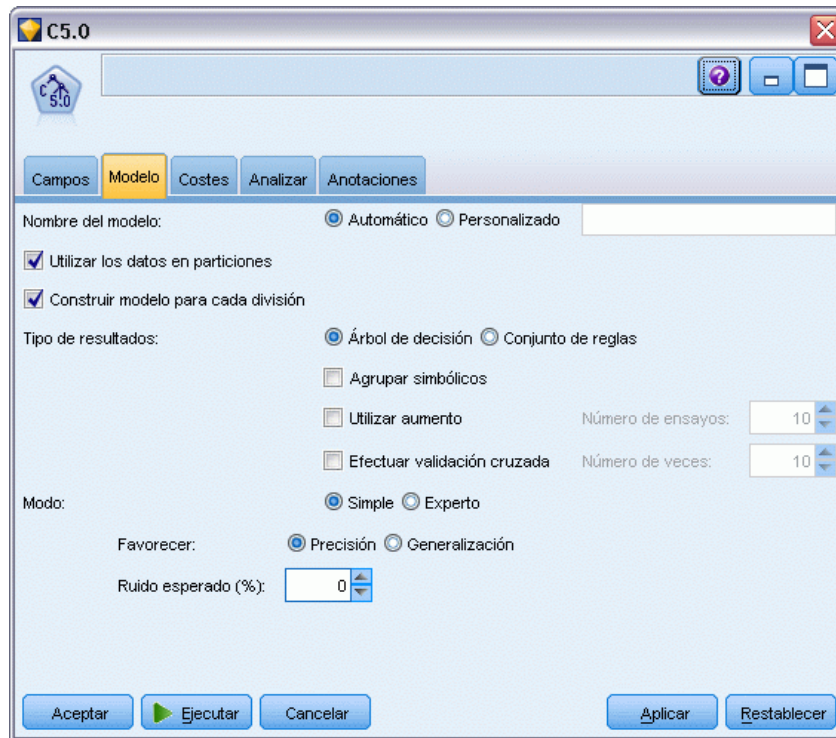 C5.0
C 5.0
Campos Modelo Costes Analizar Anotaciones
Nombre del modelo: Automático Personalizado
Utilizar los datos en particiones
Construir modelo para cada división
Tipo de resultados: Árbol de decisión Conjunto de reglas
Agrupar simbólicos
Utilizar aumento Número de ensayos: 10
Efectuar validación cruzada Número de veces: 10
Modo: Simple Experto
Favorecer: Precisión Generalización
Ruido esperado (%): 0
Aceptar Ejecutar Cancelar Aplicar Restablecer